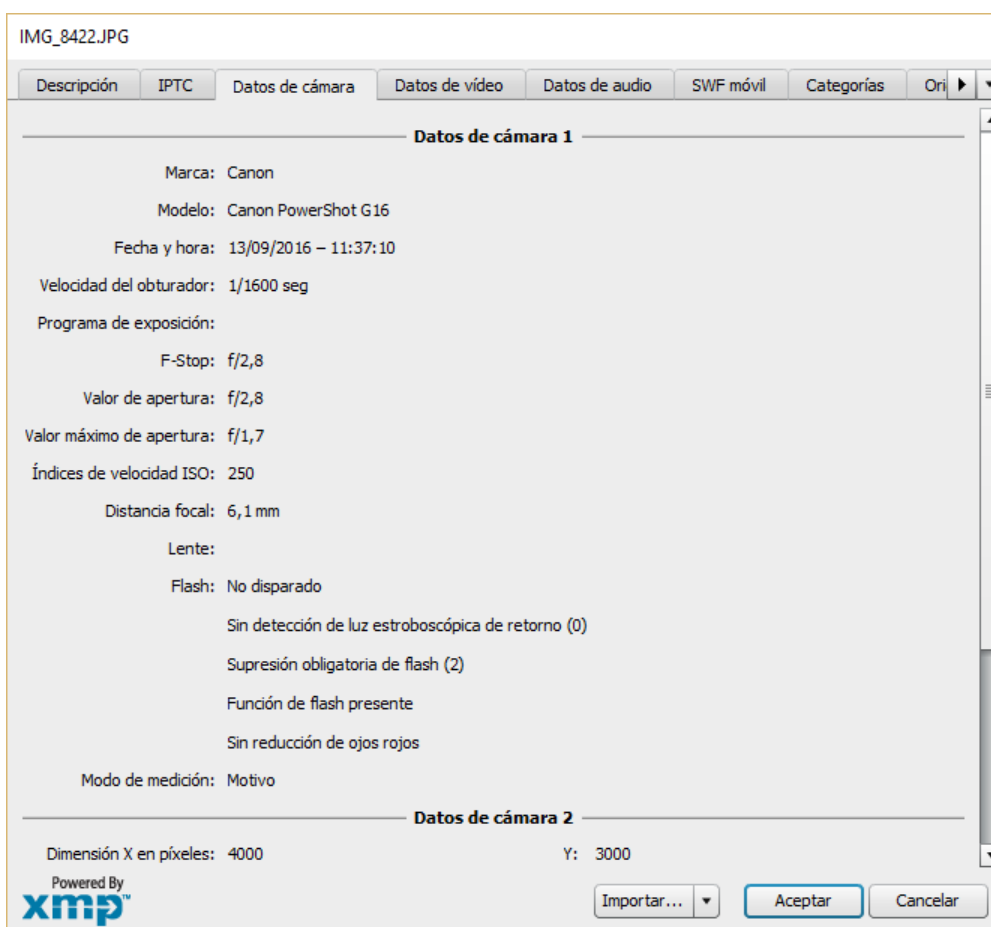 IMG_8422.JPG
Descripción IPTC Datos de cámara Datos de vídeo Datos de audio SWF móvil Categorías Ori
Datos de cámara 1
Marca: Canon
Modelo: Canon PowerShot G16
Fecha y hora: 13/09/2016 – 11:37:10
Velocidad del obturador: 1/1600 seg
Programa de exposición:
F-Stop: f/2,8
Valor de apertura: f/2,8
Valor máximo de apertura: f/1,7
Índices de velocidad ISO: 250
Distancia focal: 6,1 mm
Lente:
Flash: No disparado
Sin detección de luz estroboscópica de retorno (0)
Supresión obligatoria de flash (2)
Función de flash presente
Sin reducción de ojos rojos
Modo de medición: Motivo
Datos de cámara 2
Dimensión X en píxeles: 4000 Y: 3000
Powered By
xmp™
Importar... Aceptar Cancelar